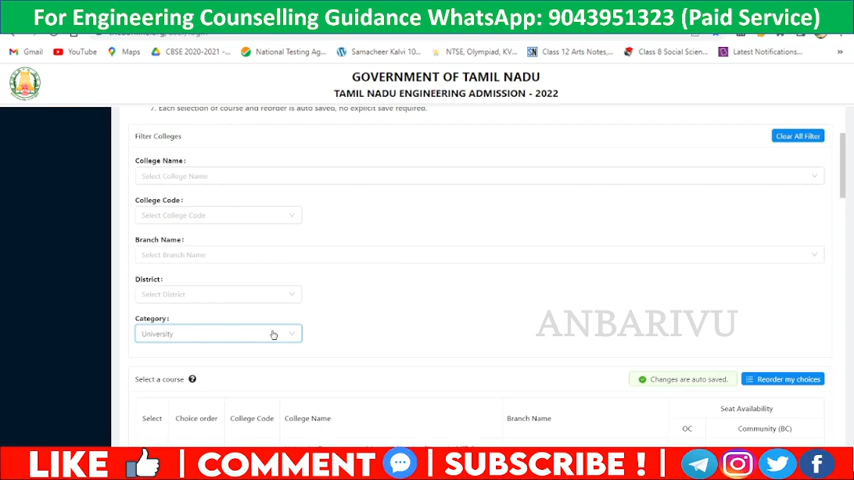 For Engineering Counselling Guidance WhatsApp: 9043951323 (Paid Service)
Gmail YouTube Maps CBSE 2020-2021 - National Testing Ag... Samacheer Kalvi 10... NTSE, Olympiad, KV... Class 12 Arts Notes,... Class 8 Social Scien... Latest Notifications...
GOVERNMENT OF TAMIL NADU
TAMIL NADU ENGINEERING ADMISSION - 2022
7. Each selection of course and reorder is auto saved, no explicit save required.
Filter Colleges
Clear All Filter
College Name:
Select College Name
College Code:
Select College Code
Branch Name:
Select Branch Name
District:
Select District
Category:
University
ANBARIVU
Select a course
Changes are auto saved.
Reorder my choices
Select Choice order College Code College Name Branch Name Seat Availability
OC Community (BC)
LIKE | COMMENT | SUBSCRIBE ! |